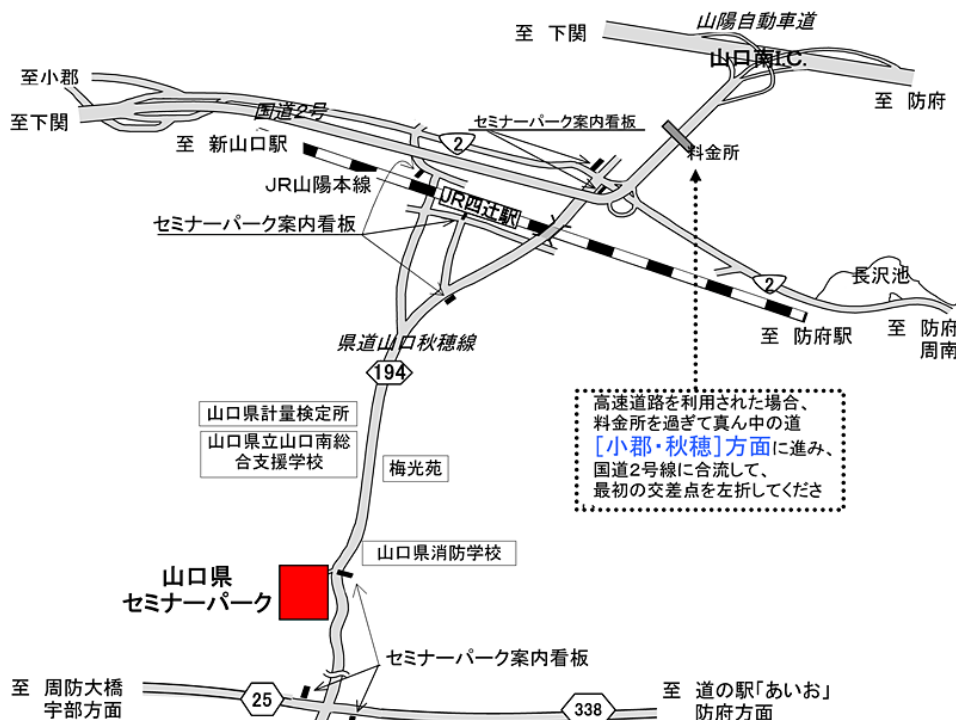 山陽自動車道
至 下関
山口南I.C.
至小郡
至 防府
至下関
国道2号
セミナーパーク案内看板
2
至 新山口駅
料金所
JR山陽本線
JR四辻駅
セミナーパーク案内看板
長沢池
2
至 防府駅
至 防府
周南
県道山口秋穂線
194
高速道路を利用された場合、
料金所を過ぎて真ん中の道
[小郡・秋穂]方面に進み、
国道2号線に合流して、
最初の交差点を左折してくださ
山口県計量検定所
山口県立山口南総
合支援学校
梅光苑
山口県消防学校
山口県
セミナーパーク
セミナーパーク案内看板
至 周防大橋
宇部方面
25
338
至 道の駅「あいお」
防府方面